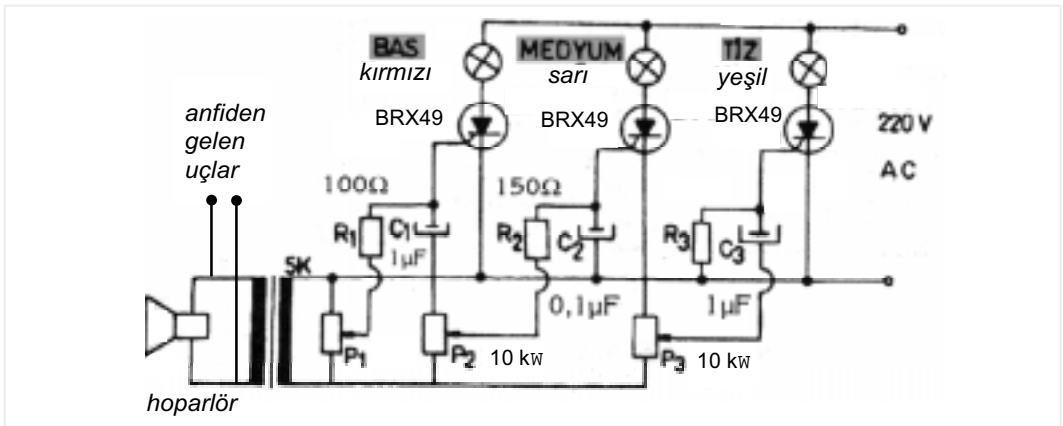 BAS
kırmızı
MEDYUM
sarı
TİZ
yeşil
anfiden
gelen
uçlar
BRX49
BRX49
BRX49
220 V
AC
100Ω
150Ω
R1
C1
1µF
R2
C2
0,1µF
R3
C3
1µF
5K
P1
P2
10 kW
P3
10 kW
hoparlör